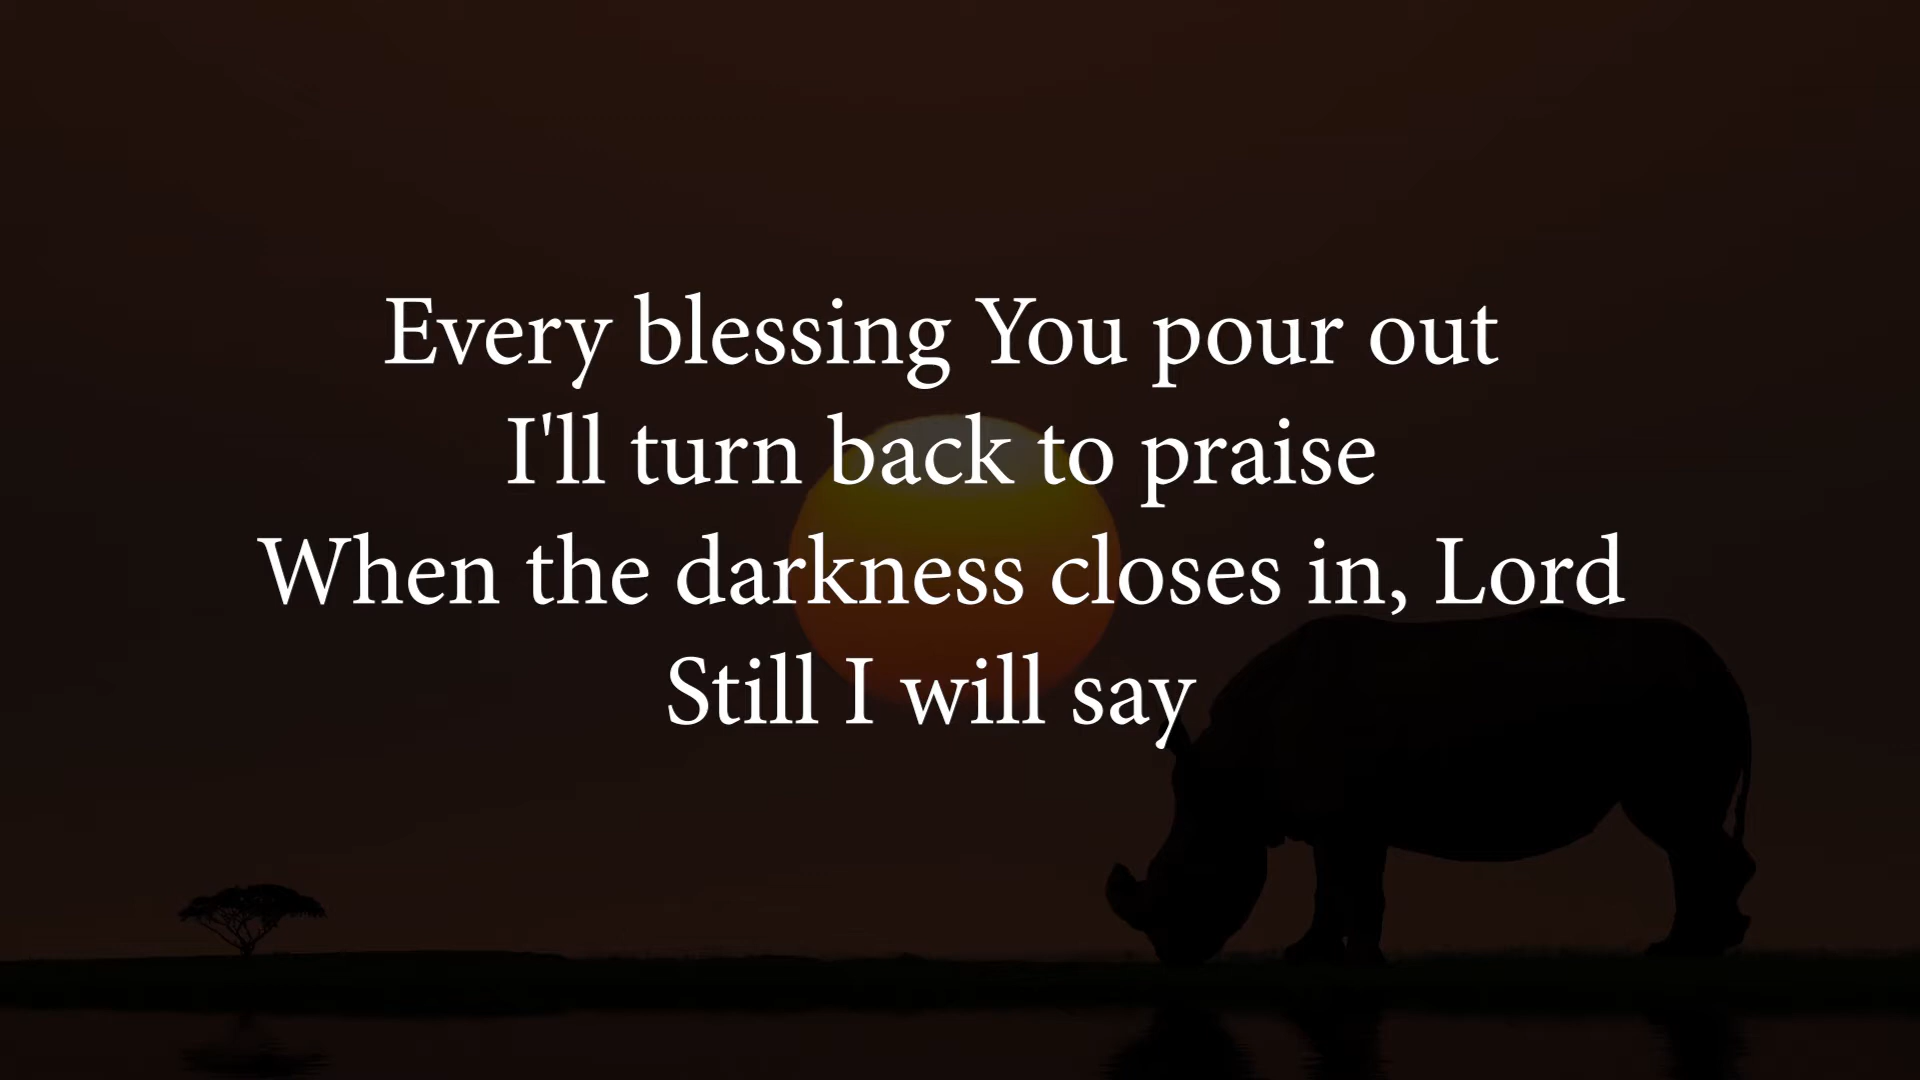 Every blessing You pour out
I'll turn back to praise
When the darkness closes in, Lord
Still I will say